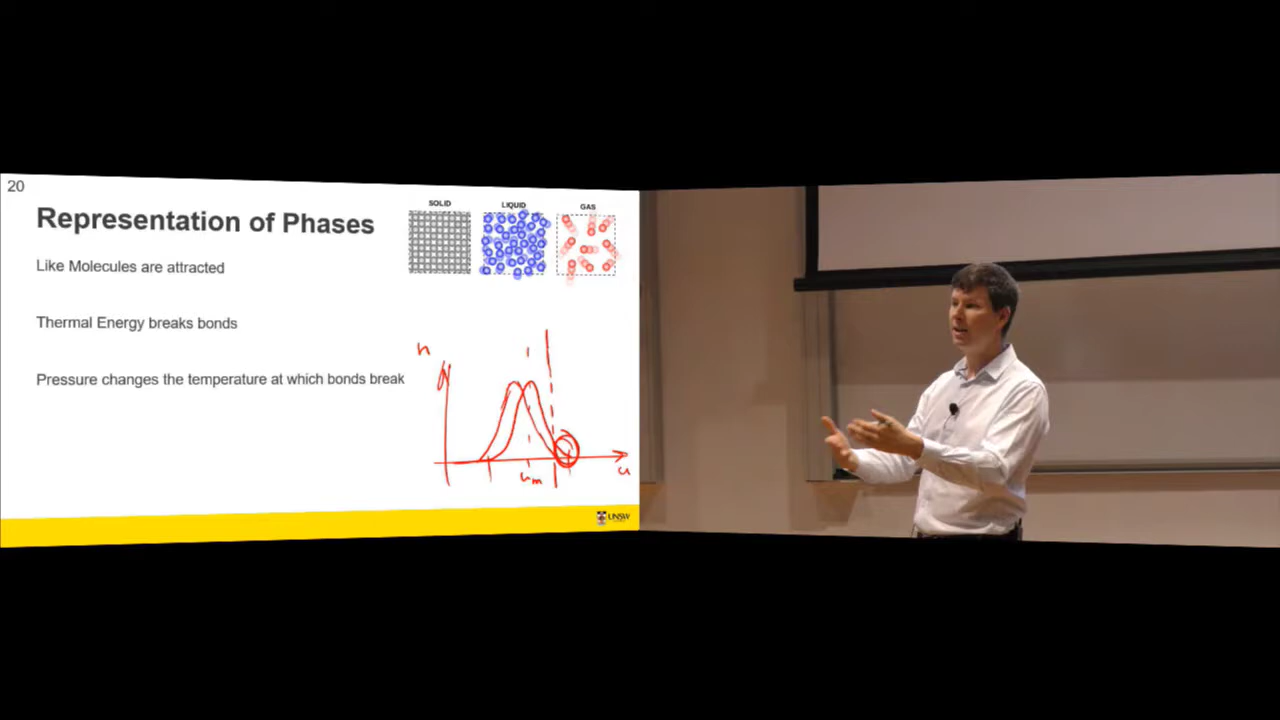 20
Representation of Phases
SOLID
LIQUID
GAS
Like Molecules are attracted
Thermal Energy breaks bonds
Pressure changes the temperature at which bonds break
n
u
um
UNSW